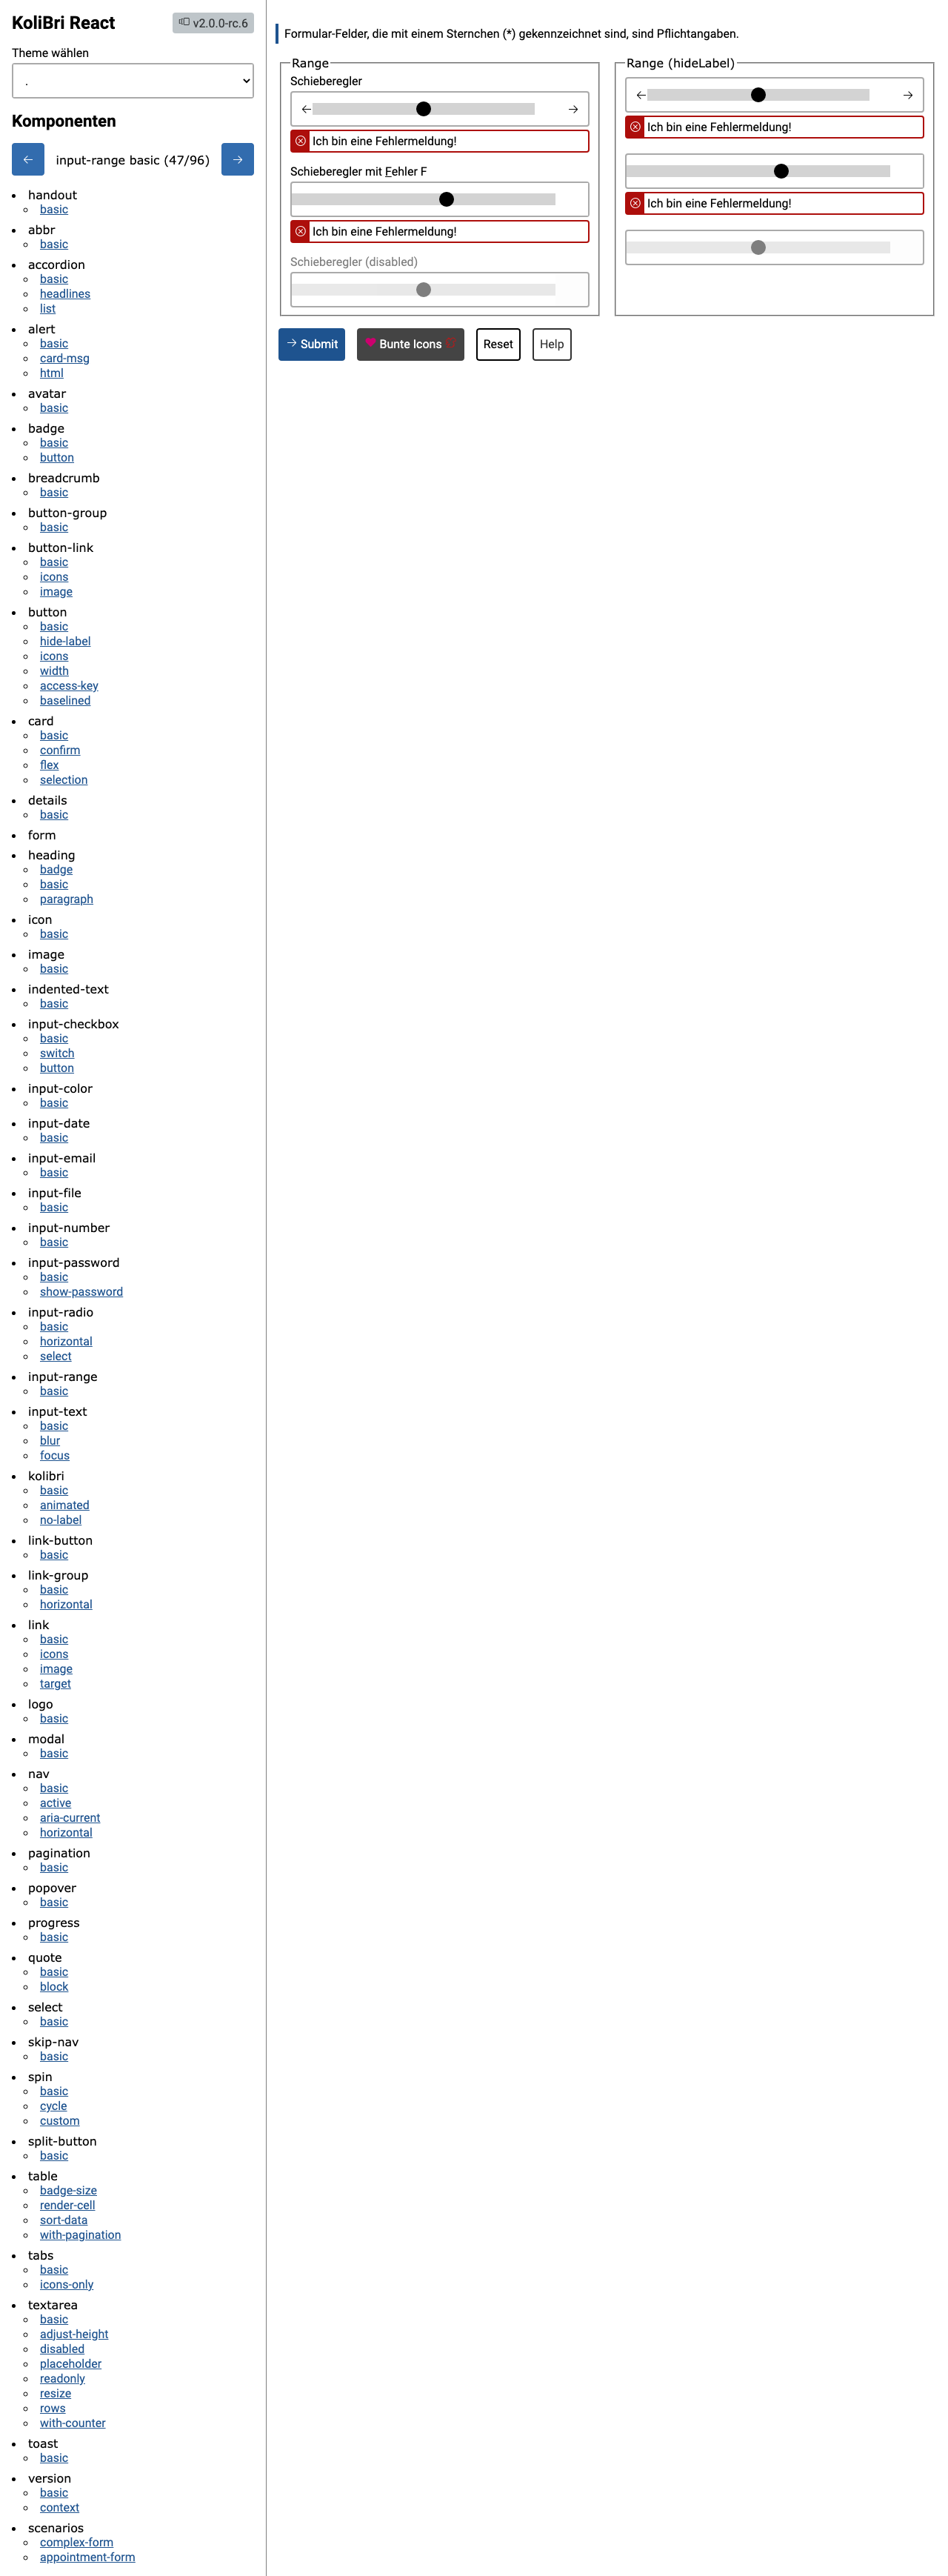 KoliBri React
v2.0.0-rc.6
Theme wählen
.
Komponenten
← input-range basic (47/96) →
handout
basic
abbr
basic
accordion
basic
headlines
list
alert
basic
card-msg
html
avatar
basic
badge
basic
button
breadcrumb
basic
button-group
basic
button-link
basic
icons
image
button
basic
hide-label
icons
width
access-key
baselined
card
basic
confirm
flex
selection
details
basic
form
heading
badge
basic
paragraph
icon
basic
image
basic
indented-text
basic
input-checkbox
basic
switch
button
input-color
basic
input-date
basic
input-email
basic
input-file
basic
input-number
basic
input-password
basic
show-password
input-radio
basic
horizontal
select
input-range
basic
input-text
basic
blur
focus
kolibri
basic
animated
no-label
link-button
basic
link-group
basic
horizontal
link
basic
icons
image
target
logo
basic
modal
basic
nav
basic
active
aria-current
horizontal
pagination
basic
popover
basic
progress
basic
quote
basic
block
select
basic
skip-nav
basic
spin
basic
cycle
custom
split-button
basic
table
badge-size
render-cell
sort-data
with-pagination
tabs
basic
icons-only
textarea
basic
adjust-height
disabled
placeholder
readonly
resize
rows
with-counter
toast
basic
version
basic
context
scenarios
complex-form
appointment-form
Formular-Felder, die mit einem Sternchen (*) gekennzeichnet sind, sind Pflichtangaben.
Range
Schieberegler
Ich bin eine Fehlermeldung!
Schieberegler mit Fehler F
Ich bin eine Fehlermeldung!
Schieberegler (disabled)
Range (hideLabel)
Ich bin eine Fehlermeldung!
Ich bin eine Fehlermeldung!
→ Submit
Bunte Icons
Reset
Help